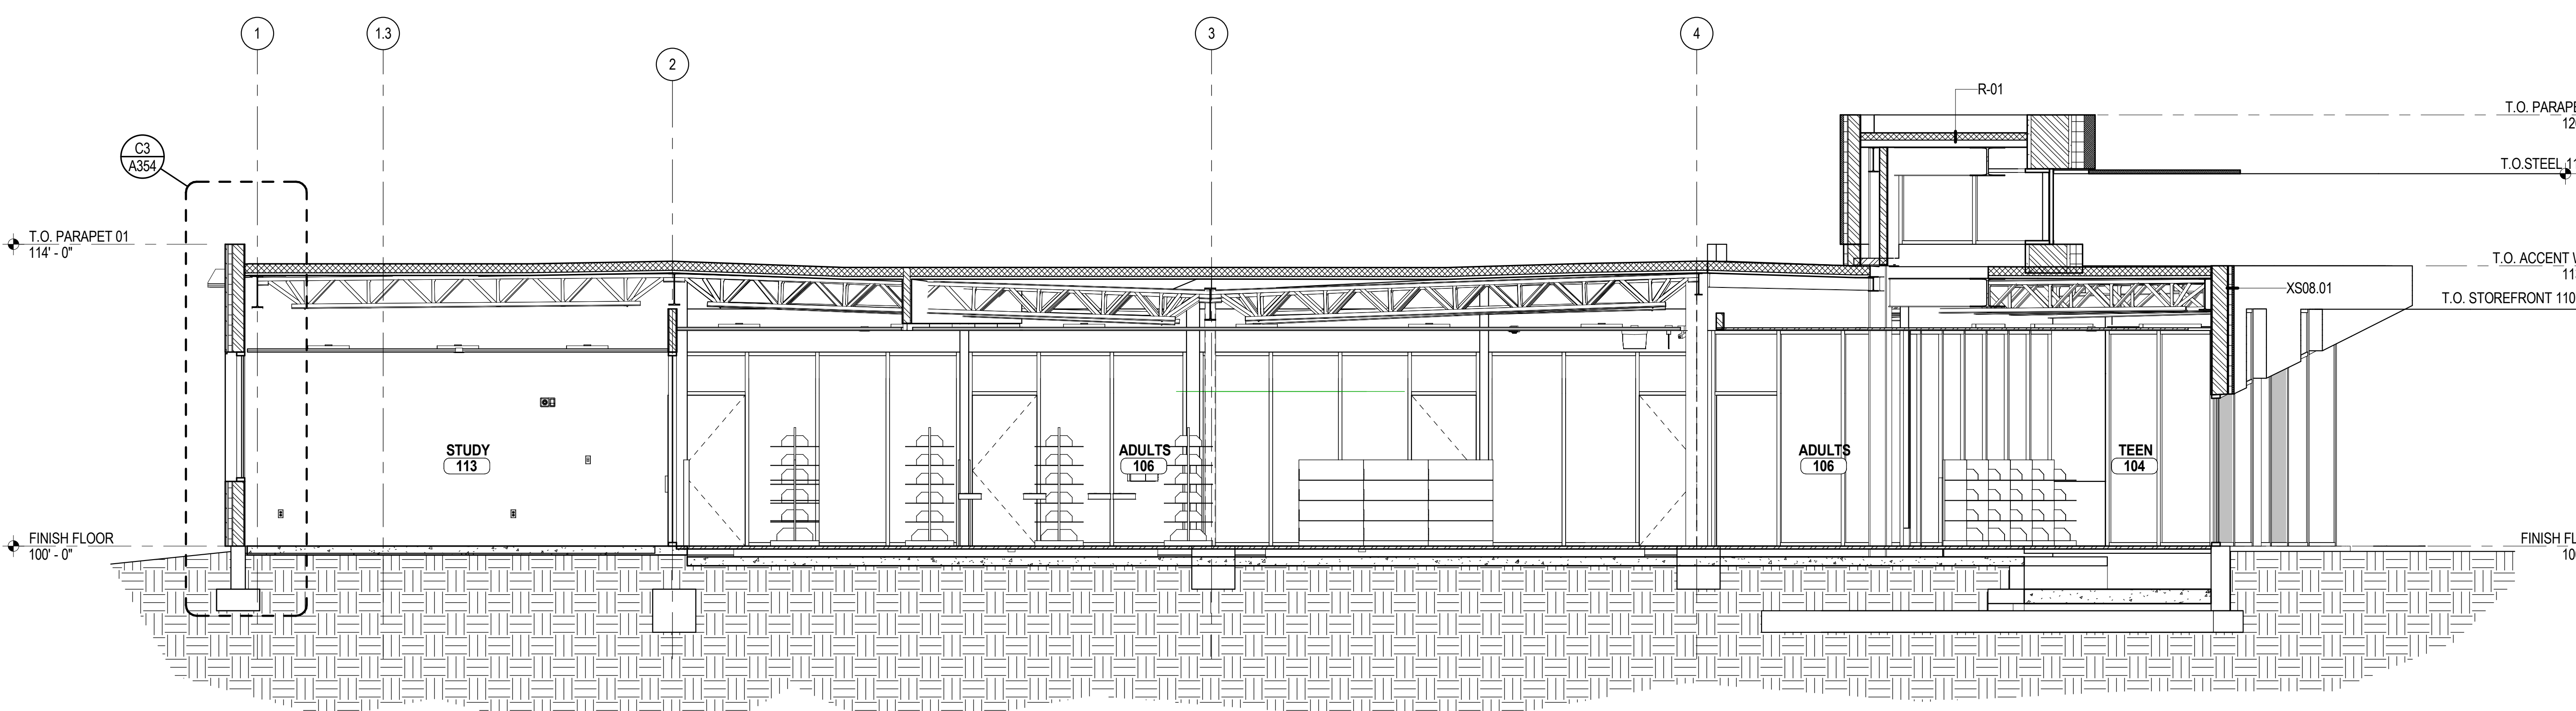 1
1.3
2
3
4
R-01
C3
A354
T.O. PARAPET 01
114' - 0"
T.O.STEEL
T.O. ACCENT
XS08.01
T.O. STOREFRONT 110
STUDY
113
ADULTS
106
ADULTS
106
TEEN
104
FINISH FLOOR
100' - 0"
FINISH